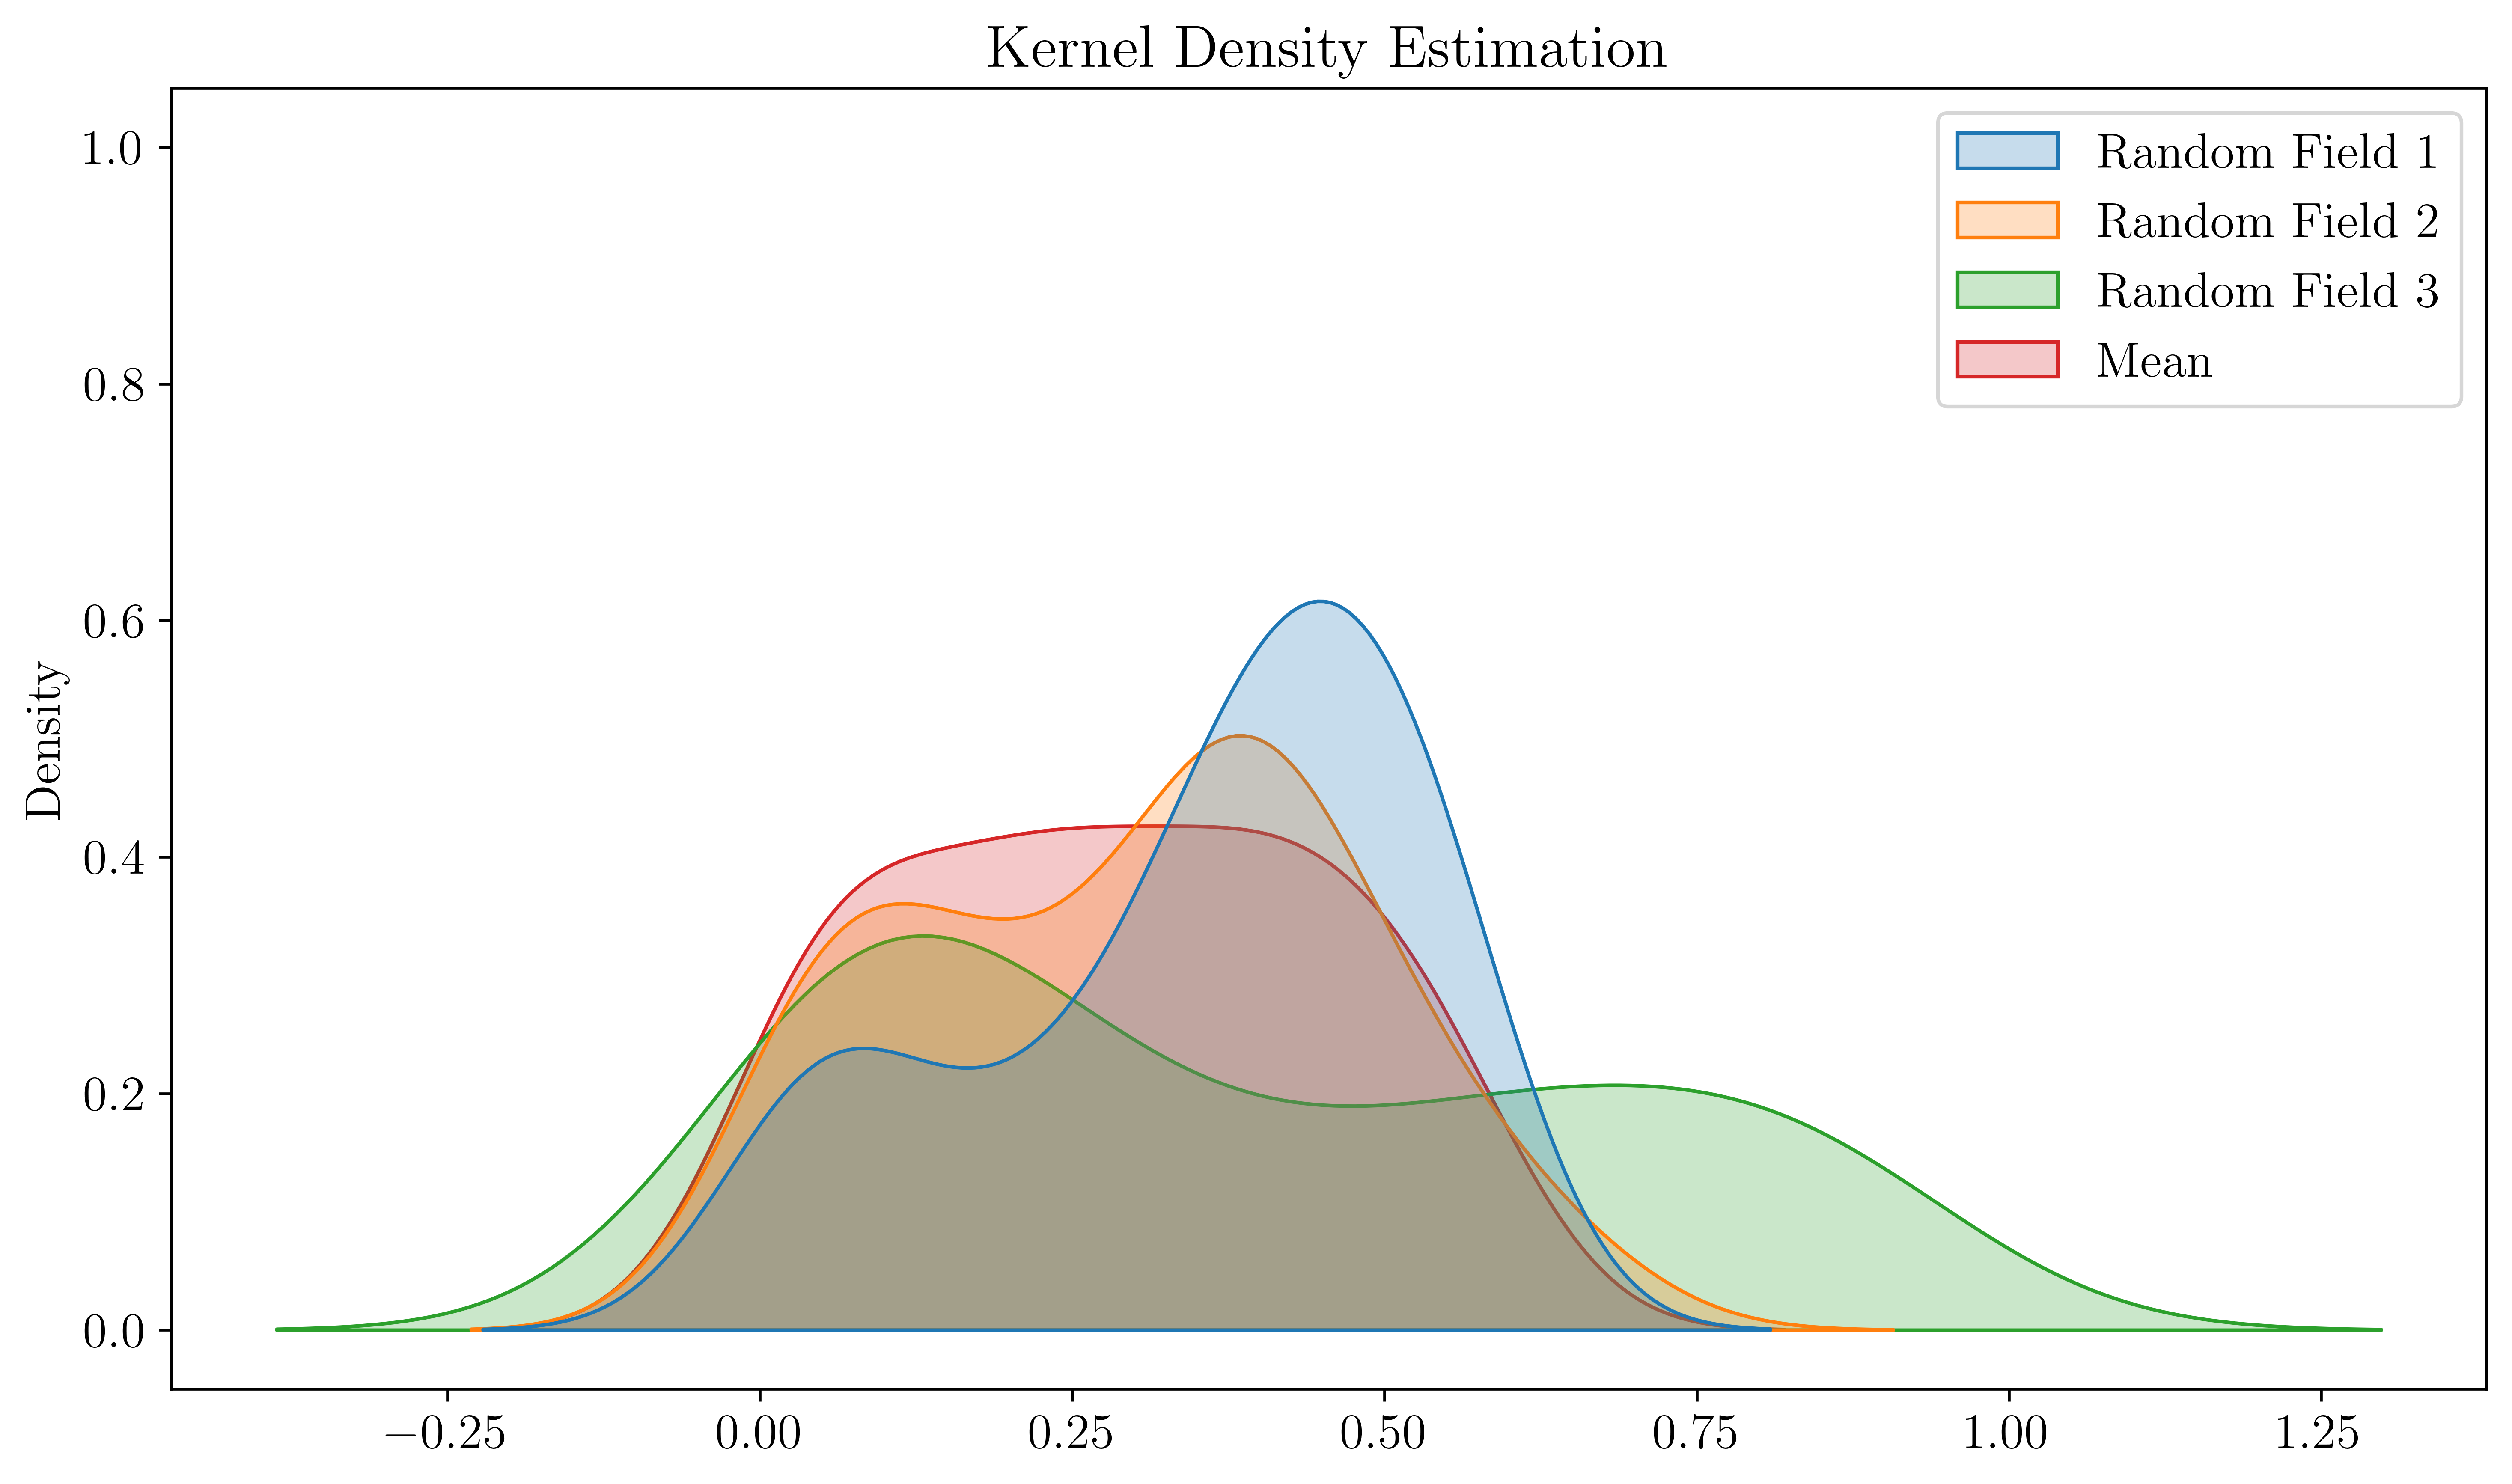 Kernel Density Estimation
1.0
0.8
0.6
0.4
0.2
0.0
Density
−0.25
0.00
0.25
0.50
0.75
1.00
1.25
Random Field 1
Random Field 2
Random Field 3
Mean